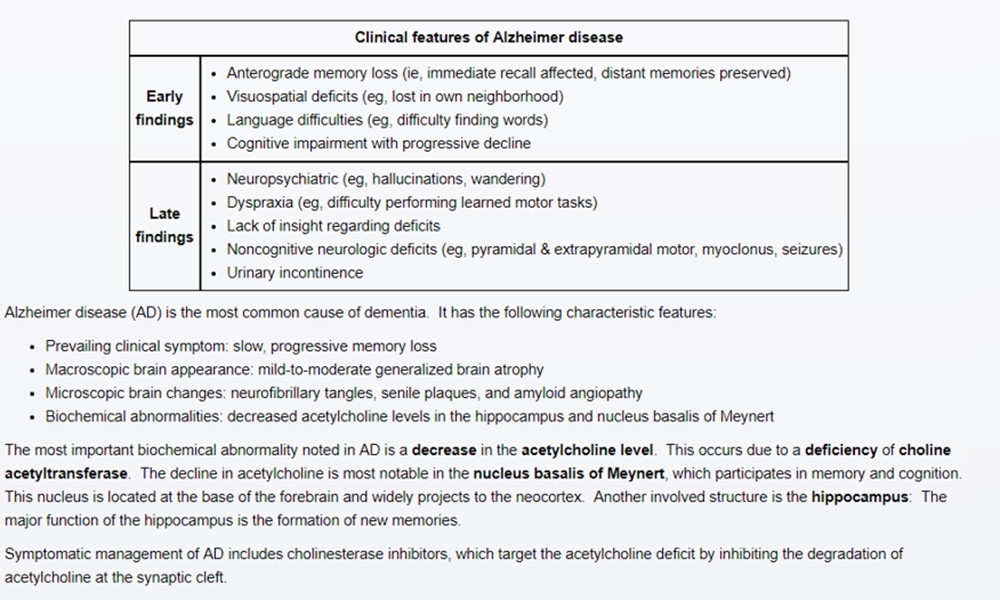 Clinical features of Alzheimer disease
Early
findings
• Anterograde memory loss (ie, immediate recall affected, distant memories preserved)
• Visuospatial deficits (eg, lost in own neighborhood)
• Language difficulties (eg, difficulty finding words)
• Cognitive impairment with progressive decline
Late
findings
• Neuropsychiatric (eg, hallucinations, wandering)
• Dyspraxia (eg, difficulty performing learned motor tasks)
• Lack of insight regarding deficits
• Noncognitive neurologic deficits (eg, pyramidal & extrapyramidal motor, myoclonus, seizures)
• Urinary incontinence
Alzheimer disease (AD) is the most common cause of dementia. It has the following characteristic features:
• Prevailing clinical symptom: slow, progressive memory loss
• Macroscopic brain appearance: mild-to-moderate generalized brain atrophy
• Microscopic brain changes: neurofibrillary tangles, senile plaques, and amyloid angiopathy
• Biochemical abnormalities: decreased acetylcholine levels in the hippocampus and nucleus basalis of Meynert
The most important biochemical abnormality noted in AD is a decrease in the acetylcholine level. This occurs due to a deficiency of choline
acetyltransferase. The decline in acetylcholine is most notable in the nucleus basalis of Meynert, which participates in memory and cognition.
This nucleus is located at the base of the forebrain and widely projects to the neocortex. Another involved structure is the hippocampus: The
major function of the hippocampus is the formation of new memories.
Symptomatic management of AD includes cholinesterase inhibitors, which target the acetylcholine deficit by inhibiting the degradation of
acetylcholine at the synaptic cleft.